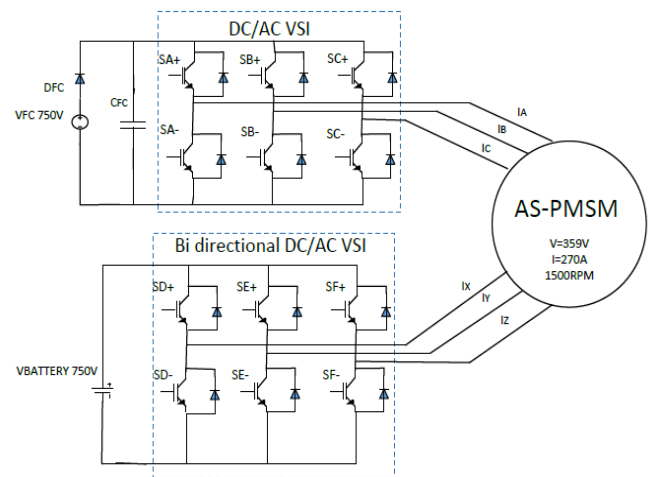 DC/AC VSI
SA+
SB+
SC+
DFC
VFC 750V
CFC
SA-
SB-
SC-
IA
IB
IC
AS-PMSM
V=359V
I=270A
1500RPM
Bi directional DC/AC VSI
SD+
SE+
SF+
IX
IY
IZ
VBATTERY 750V
SD-
SE-
SF-